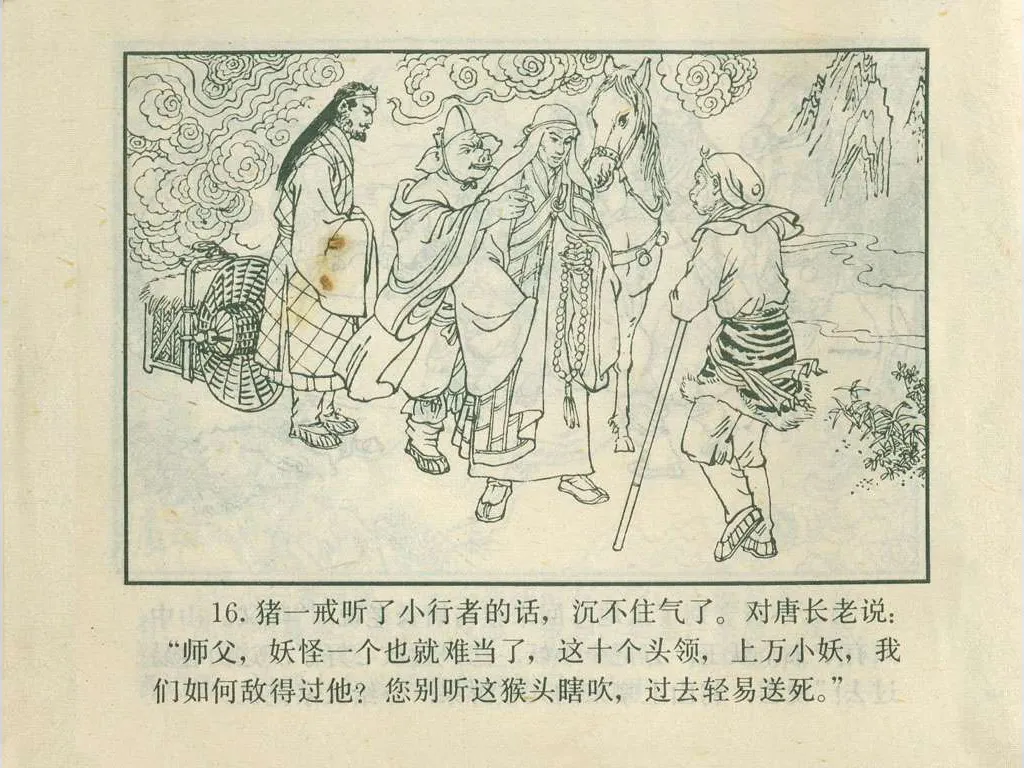 16. 猪一戒听了小行者的话，沉不住气了。对唐长老说：
“师父，妖怪一个也就难当了，这十个头领，上万小妖，我
们如何敌得过他？您别听这猴头瞎吹，过去轻易送死。”